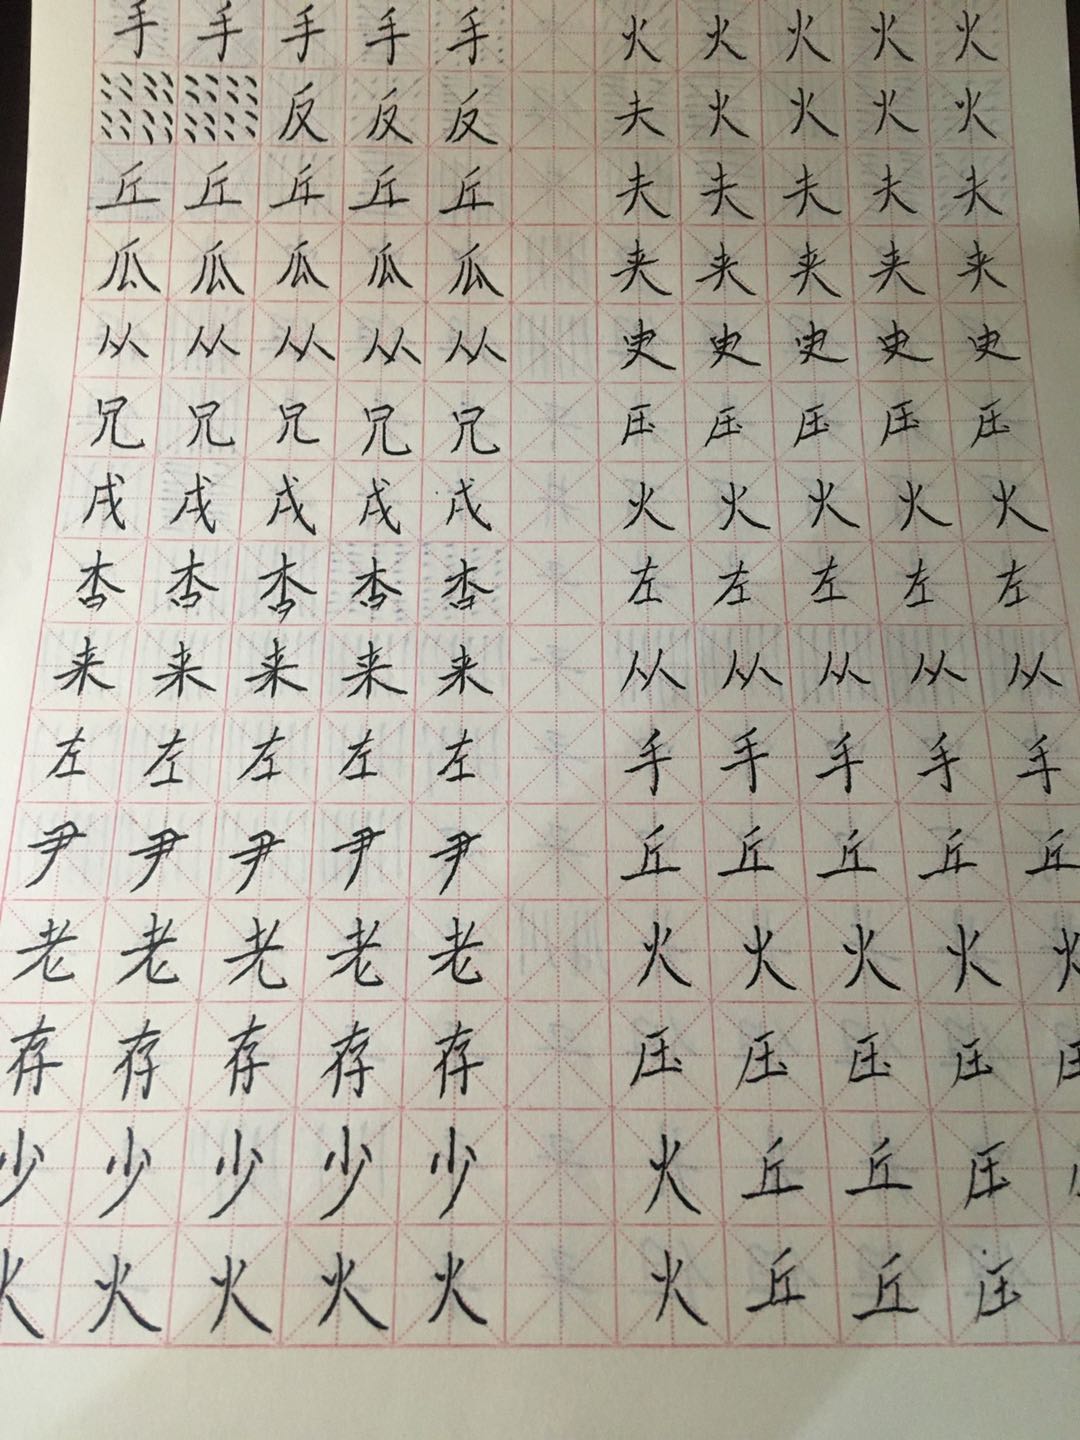 手手手手手 火火火火火
反反反 夫火火火火
丘丘丘丘丘 夫夫夫夫夫
瓜瓜瓜瓜瓜 夹夹夹夹夹
从从从从从 史史史史史
兄兄兄兄兄 压压压压压
戌戌戌戌戌 火火火火火
杏杏杏杏杏 左左左左左
来来来来来 从从从从从
左左左左左 手手手手手
尹尹尹尹尹 丘丘丘丘丘
老老老老老 火火火火火
存存存存存 压压压压压
少少少少少 火丘丘压
火火火火火 火丘丘压